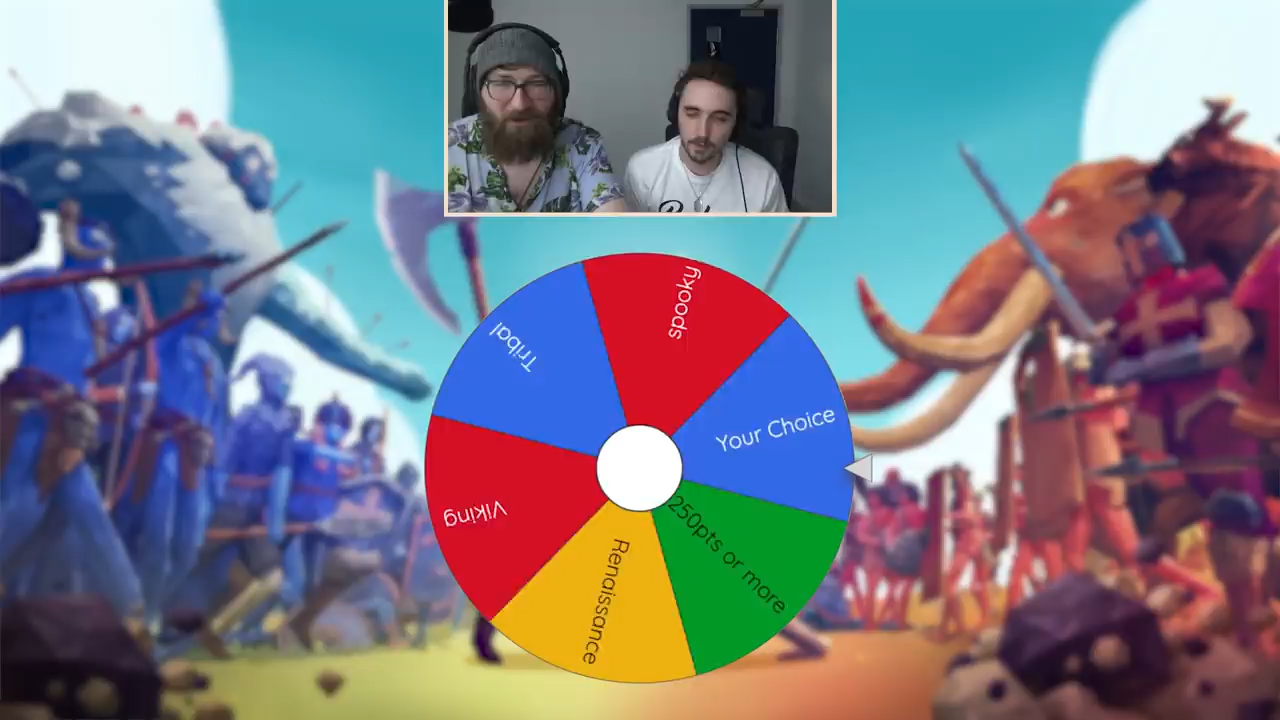 spooky
Tribal
Your Choice
Viking
250pts or more
Renaissance